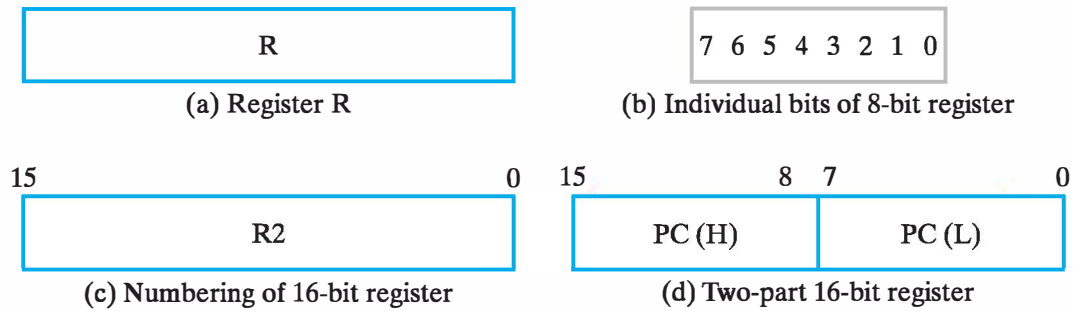 R
7 6 5 4 3 2 1 0
(a) Register R
(b) Individual bits of 8-bit register
15 0
15 8 7 0
R2
PC (H) PC (L)
(c) Numbering of 16-bit register
(d) Two-part 16-bit register